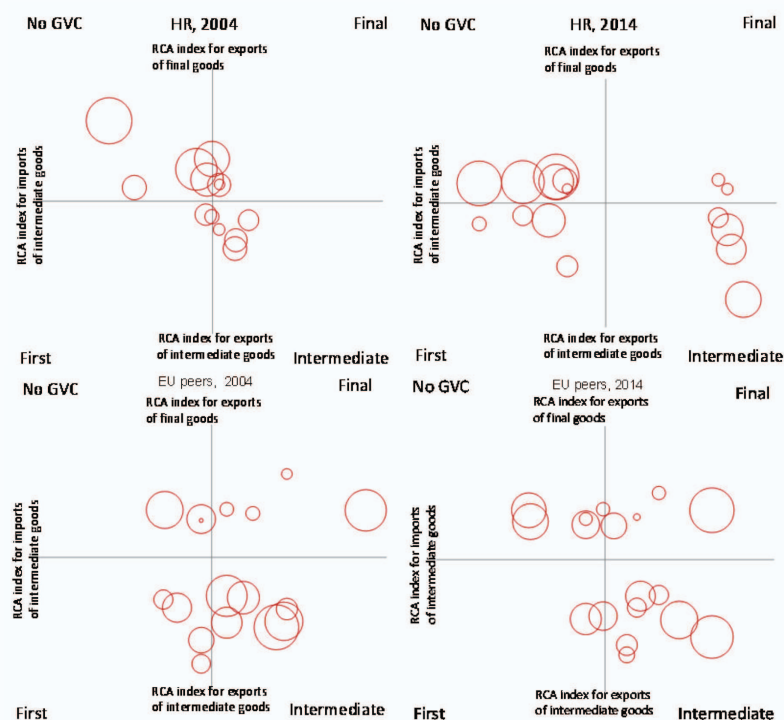 No GVC
HR, 2004
Final
RCA index for exports
of final goods
RCA index for imports
of intermediate goods
RCA index for exports
of intermediate goods
First
Intermediate
No GVC
HR, 2014
Final
RCA index for exports
of final goods
RCA index for imports
of intermediate goods
RCA index for exports
of intermediate goods
First
Intermediate
No GVC
EU peers, 2004
Final
RCA index for exports
of final goods
RCA index for imports
of intermediate goods
RCA index for exports
of intermediate goods
First
Intermediate
No GVC
EU peers, 2014
Final
RCA index for exports
of final goods
RCA index for imports
of intermediate goods
RCA index for exports
of intermediate goods
First
Intermediate